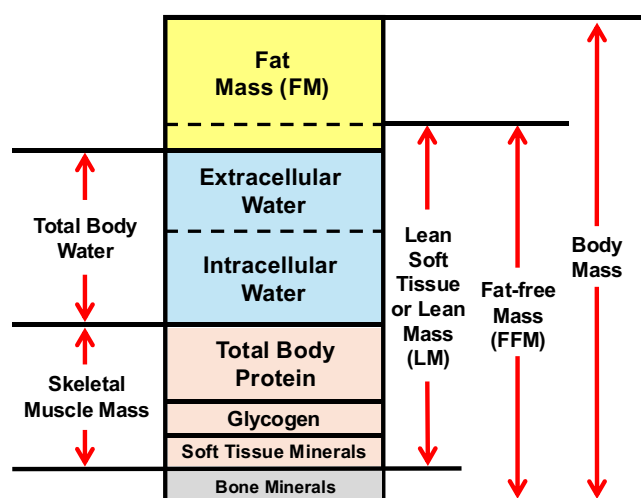 Fat
Mass (FM)
Extracellular
Water
Intracellular
Water
Total Body
Protein
Glycogen
Soft Tissue Minerals
Bone Minerals
Total Body
Water
Skeletal
Muscle Mass
Lean
Soft
Tissue
or Lean
Mass
(LM)
Fat-free
Mass
(FFM)
Body
Mass